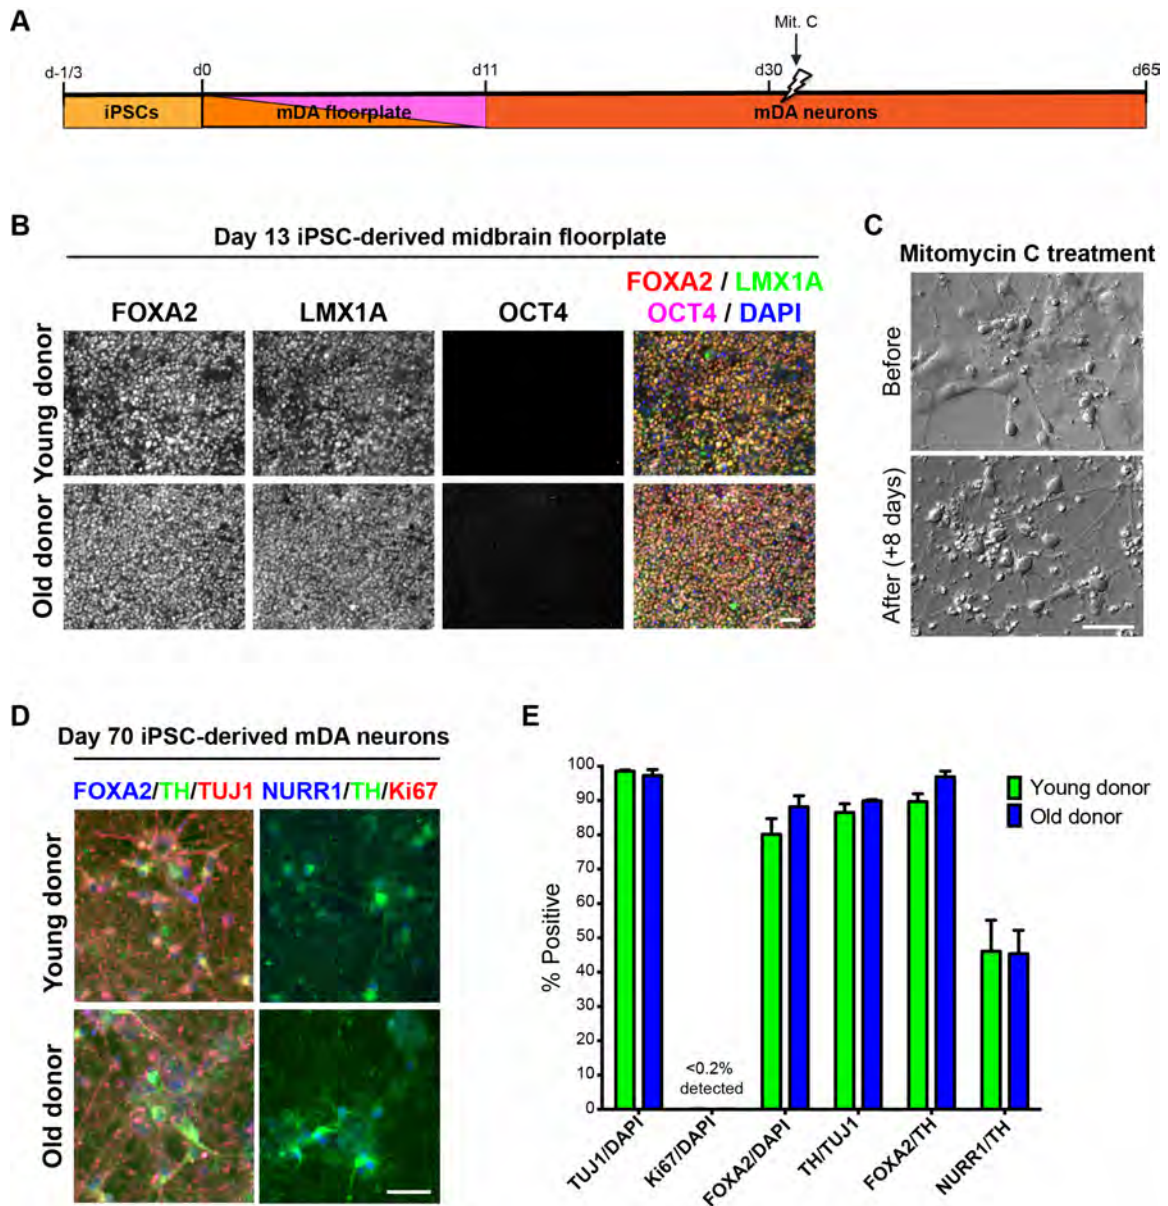 A
Mit. C
d-1/3
d0
d11
d30
d65
iPSCs
mDA floorplate
mDA neurons
B
Day 13 iPSC-derived midbrain floorplate
FOXA2
LMX1A
OCT4
FOXA2 / LMX1A
OCT4 / DAPI
Young donor
Old donor
C
Mitomycin C treatment
Before
After (+8 days)
D
Day 70 iPSC-derived mDA neurons
FOXA2/TH/TUJ1
NURR1/TH/Ki67
Young donor
Old donor
E
% Positive
100
90
80
70
60
50
40
30
20
10
0
<0.2%
detected
Young donor
Old donor
TUJ1/DAPI
Ki67/DAPI
FOXA2/DAPI
TH/TUJ1
FOXA2/TH
NURR1/TH